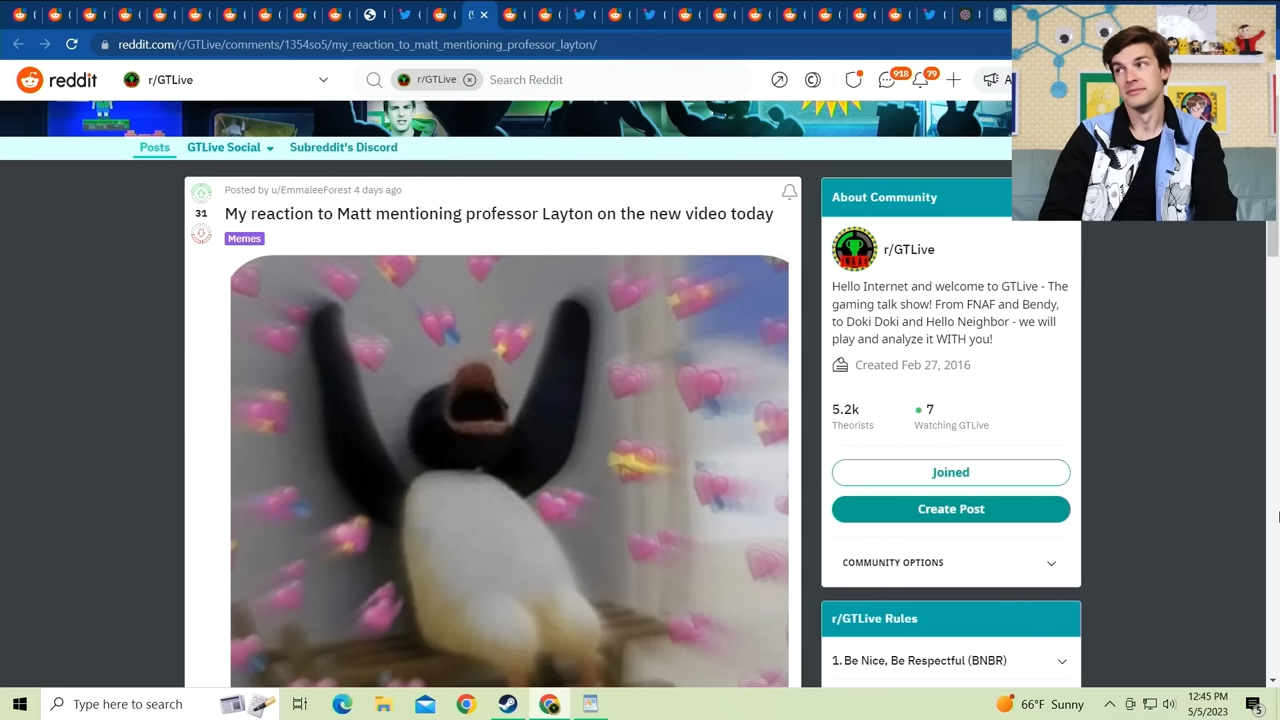 reddit.com/r/GTLive/comments/1354so5/my_reaction_to_matt_mentioning_professor_layton/
reddit
r/GTLive
r/GTLive
Search Reddit
918
79
A
Posts
GTLive Social
Subreddit's Discord
Posted by u/EmmaleeForest 4 days ago
31
My reaction to Matt mentioning professor Layton on the new video today
Memes
About Community
r/GTLive
Hello Internet and welcome to GTLive - The
gaming talk show! From FNAF and Bendy,
to Doki Doki and Hello Neighbor - we will
play and analyze it WITH you!
Created Feb 27, 2016
5.2k
7
Theorists
Watching GTLive
Joined
Create Post
COMMUNITY OPTIONS
r/GTLive Rules
1. Be Nice, Be Respectful (BNBR)
Type here to search
66°F Sunny
12:45 PM
5/5/2023
5